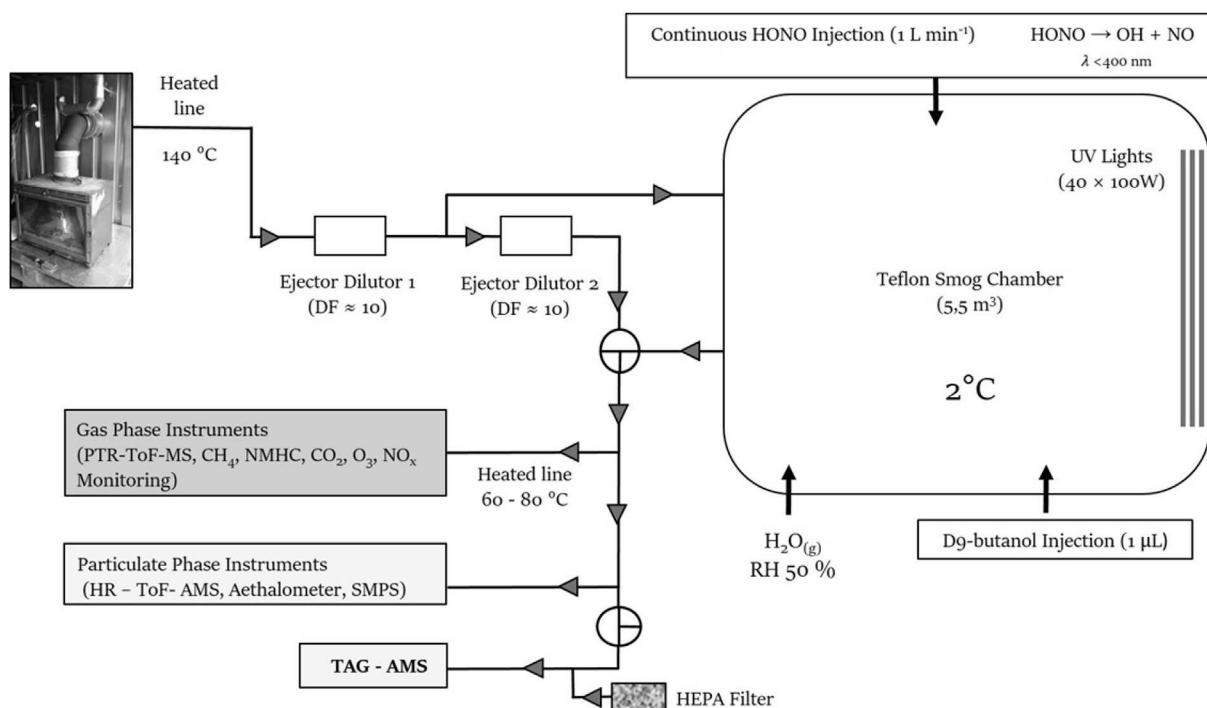 Continuous HONO Injection (1 L min⁻¹) HONO → OH + NO
λ <400 nm
Heated
line
140 °C
UV Lights
(40 × 100W)
Ejector Dilutor 1
(DF ≈ 10)
Ejector Dilutor 2
(DF ≈ 10)
Teflon Smog Chamber
(5,5 m³)
2°C
Gas Phase Instruments
(PTR-ToF-MS, CH₄, NMHC, CO₂, O₃, NOₓ
Monitoring)
Heated line
60 - 80 °C
H₂O₍g₎
RH 50 %
D9-butanol Injection (1 µL)
Particulate Phase Instruments
(HR – ToF- AMS, Aethalometer, SMPS)
TAG - AMS
HEPA Filter